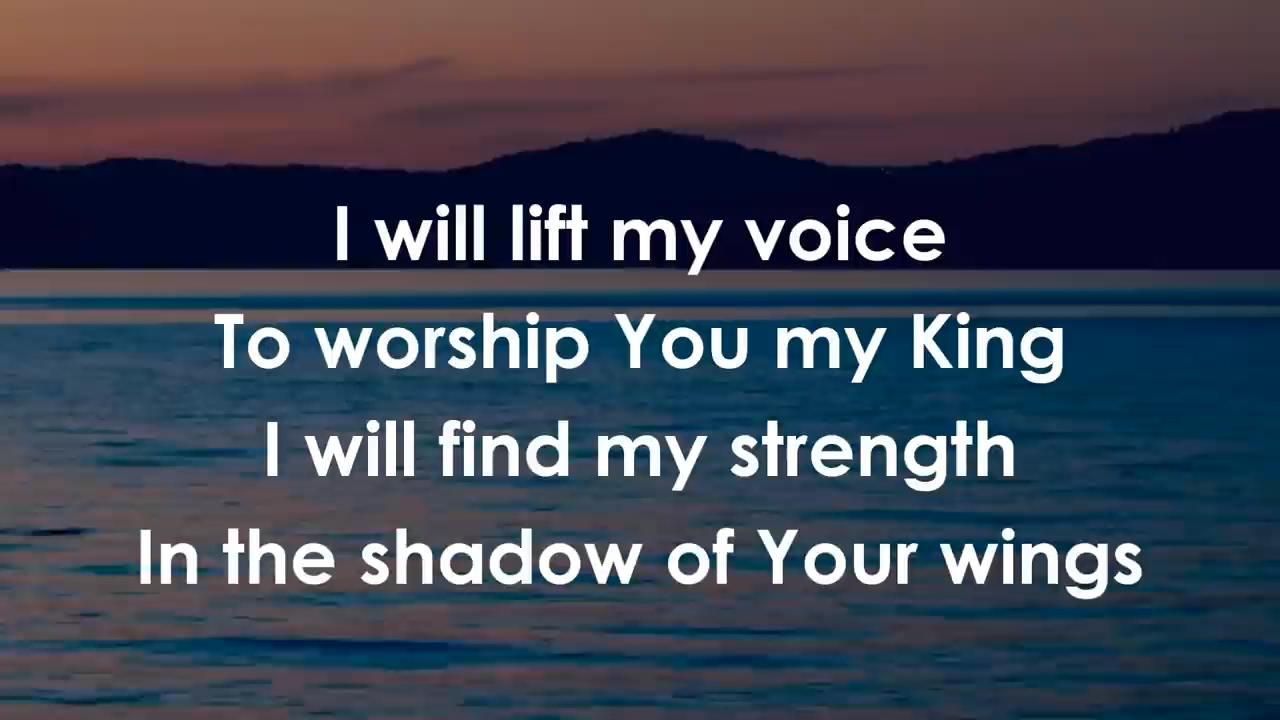 I will lift my voice
To worship You my King
I will find my strength
In the shadow of Your wings